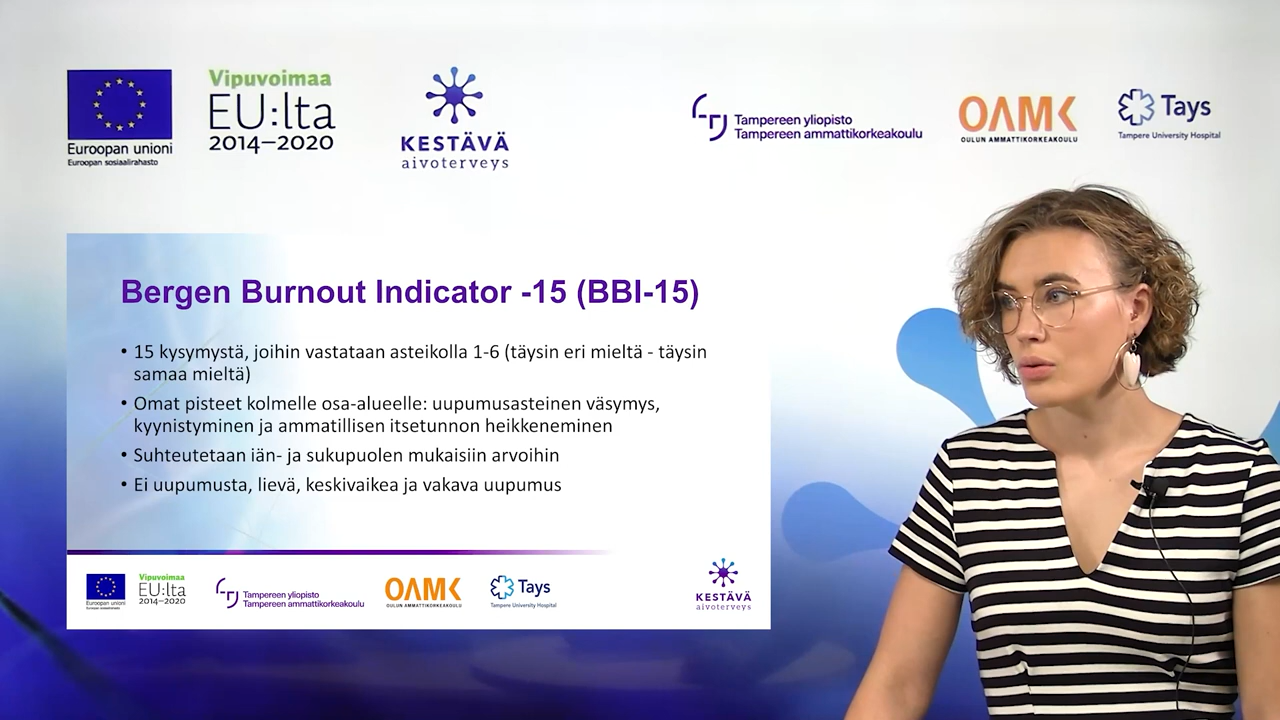 Euroopan unioni
Euroopan sosiaalirahasto
Vipuvoimaa
EU:lta
2014–2020
KESTÄVÄ
aivoterveys
Tampereen yliopisto
Tampereen ammattikorkeakoulu
OAMK
OULUN AMMATTIKORKEAKOULU
Tays
Tampere University Hospital
Bergen Burnout Indicator -15 (BBI-15)
• 15 kysymystä, joihin vastataan asteikolla 1-6 (täysin eri mieltä - täysin
samaa mieltä)
• Omat pisteet kolmelle osa-alueelle: uupumusasteinen väsymys,
kyynistyminen ja ammatillisen itsetunnon heikkeneminen
• Suhteutetaan iän- ja sukupuolen mukaisiin arvoihin
• Ei uupumusta, lievä, keskivaikea ja vakava uupumus
Euroopan unioni
Euroopan sosiaalirahasto
Vipuvoimaa
EU:lta
2014–2020
Tampereen yliopisto
Tampereen ammattikorkeakoulu
OAMK
OULUN AMMATTIKORKEAKOULU
Tays
Tampere University Hospital
KESTÄVÄ
aivoterveys